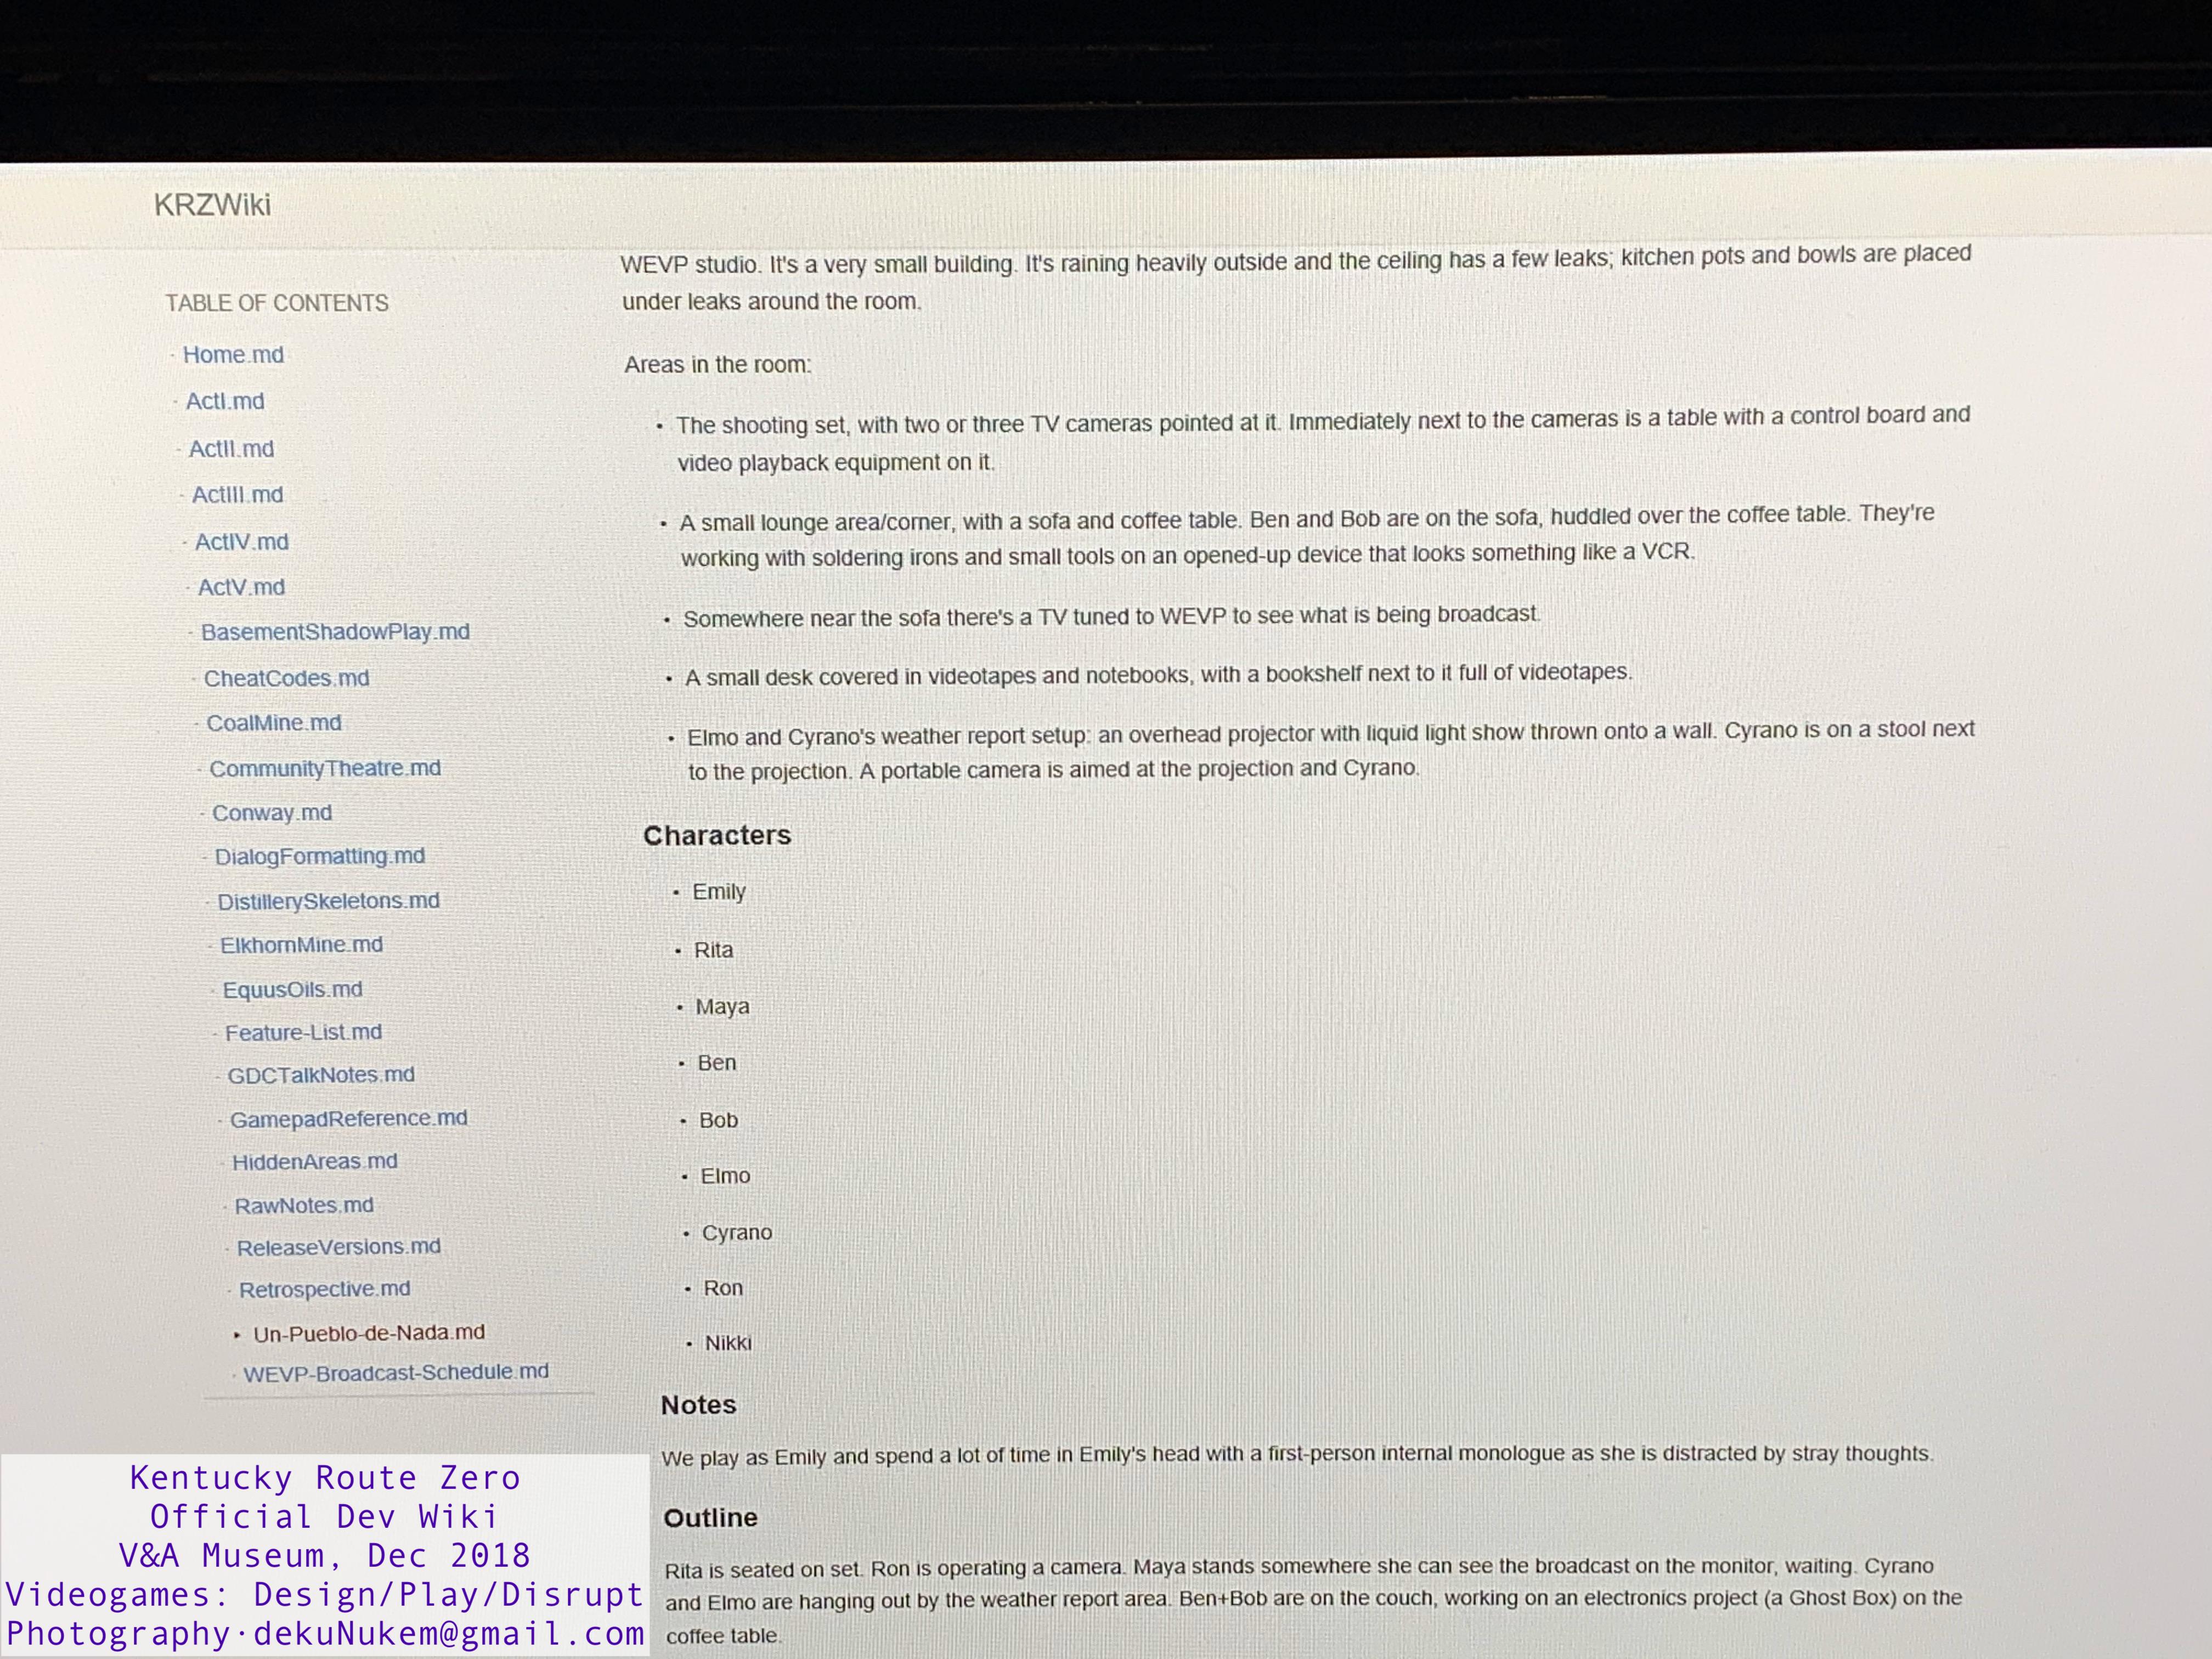 KRZWiki
TABLE OF CONTENTS
· Home.md
· ActI.md
· ActII.md
· ActIII.md
· ActIV.md
· ActV.md
· BasementShadowPlay.md
· CheatCodes.md
· CoalMine.md
· CommunityTheatre.md
· Conway.md
· DialogFormatting.md
· DistillerySkeletons.md
· ElkhornMine.md
· EquusOils.md
· Feature-List.md
· GDCTalkNotes.md
· GamepadReference.md
· HiddenAreas.md
· RawNotes.md
· ReleaseVersions.md
· Retrospective.md
▸ Un-Pueblo-de-Nada.md
· WEVP-Broadcast-Schedule.md
WEVP studio. It's a very small building. It's raining heavily outside and the ceiling has a few leaks; kitchen pots and bowls are placed
under leaks around the room.
Areas in the room:
• The shooting set, with two or three TV cameras pointed at it. Immediately next to the cameras is a table with a control board and
video playback equipment on it.
• A small lounge area/corner, with a sofa and coffee table. Ben and Bob are on the sofa, huddled over the coffee table. They're
working with soldering irons and small tools on an opened-up device that looks something like a VCR.
• Somewhere near the sofa there's a TV tuned to WEVP to see what is being broadcast.
• A small desk covered in videotapes and notebooks, with a bookshelf next to it full of videotapes.
• Elmo and Cyrano's weather report setup: an overhead projector with liquid light show thrown onto a wall. Cyrano is on a stool next
to the projection. A portable camera is aimed at the projection and Cyrano.
Characters
• Emily
• Rita
• Maya
• Ben
• Bob
• Elmo
• Cyrano
• Ron
• Nikki
Notes
We play as Emily and spend a lot of time in Emily's head with a first-person internal monologue as she is distracted by stray thoughts.
Outline
Rita is seated on set. Ron is operating a camera. Maya stands somewhere she can see the broadcast on the monitor, waiting. Cyrano
and Elmo are hanging out by the weather report area. Ben+Bob are on the couch, working on an electronics project (a Ghost Box) on the
coffee table.
Kentucky Route Zero
Official Dev Wiki
V&A Museum, Dec 2018
Videogames: Design/Play/Disrupt
Photography·dekuNukem@gmail.com